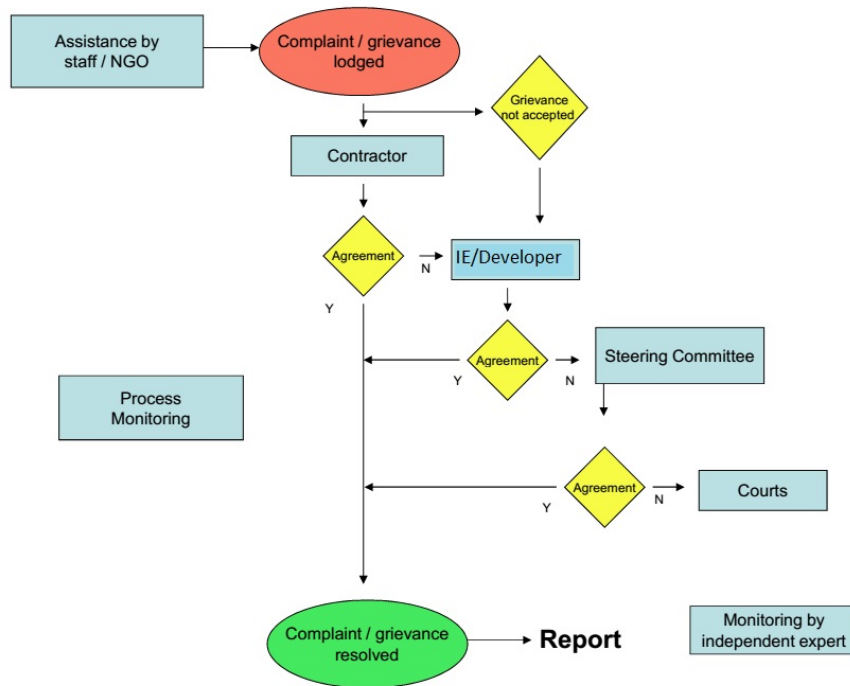 Assistance by
staff / NGO
Complaint / grievance
lodged
Grievance
not accepted
Contractor
Agreement
N
IE/Developer
Y
Agreement
Y
N
Steering Committee
Process
Monitoring
Agreement
Y
N
Courts
Complaint / grievance
resolved
Report
Monitoring by
independent expert